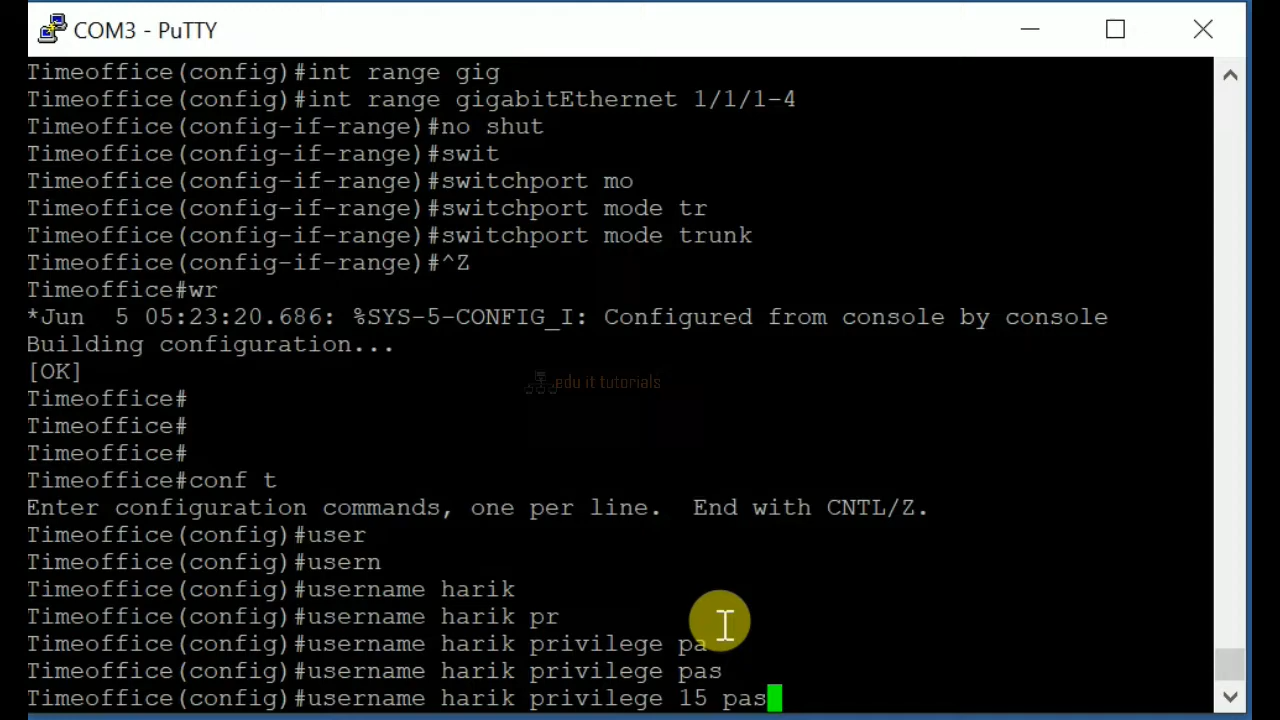 COM3 - PuTTY
Timeoffice(config)#int range gig
Timeoffice(config)#int range gigabitEthernet 1/1/1-4
Timeoffice(config-if-range)#no shut
Timeoffice(config-if-range)#swit
Timeoffice(config-if-range)#switchport mo
Timeoffice(config-if-range)#switchport mode tr
Timeoffice(config-if-range)#switchport mode trunk
Timeoffice(config-if-range)#^Z
Timeoffice#wr
*Jun  5 05:23:20.686: %SYS-5-CONFIG_I: Configured from console by console
Building configuration...
[OK]
edu it tutorials
Timeoffice#
Timeoffice#
Timeoffice#
Timeoffice#conf t
Enter configuration commands, one per line.  End with CNTL/Z.
Timeoffice(config)#user
Timeoffice(config)#usern
Timeoffice(config)#username harik
Timeoffice(config)#username harik pr
Timeoffice(config)#username harik privilege pa
Timeoffice(config)#username harik privilege pas
Timeoffice(config)#username harik privilege 15 pas